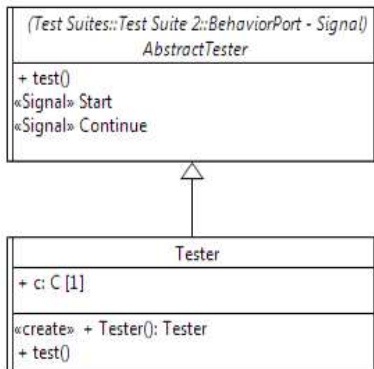 (Test Suites::Test Suite 2::BehaviorPort - Signal)
AbstractTester
+ test()
«Signal» Start
«Signal» Continue
Tester
+ c: C [1]
«create» + Tester(): Tester
+ test()